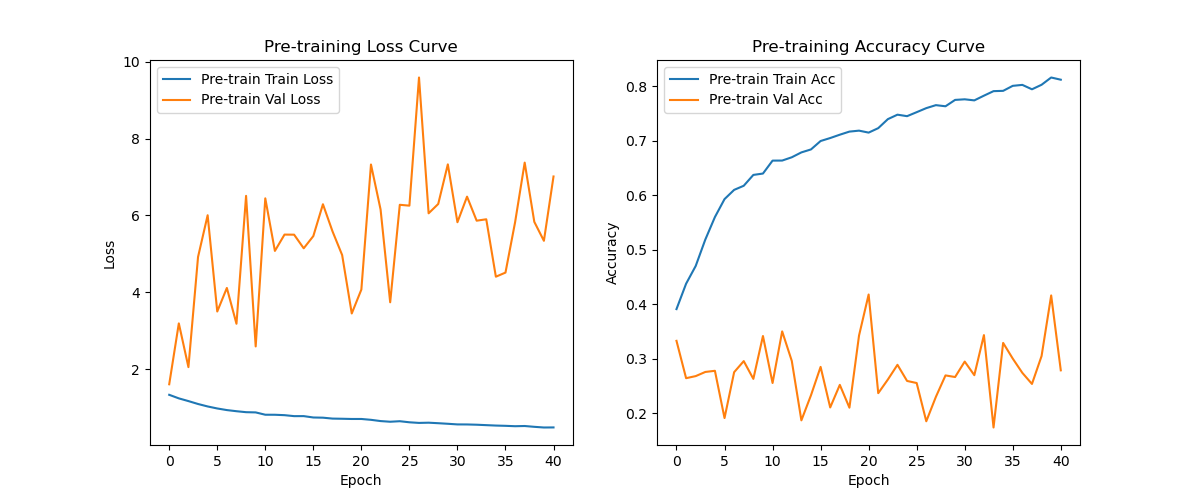 Pre-training Loss Curve
Pre-train Train Loss
Pre-train Val Loss
10
8
6
4
2
Loss
0 5 10 15 20 25 30 35 40
Epoch
Pre-training Accuracy Curve
Pre-train Train Acc
Pre-train Val Acc
0.8
0.7
0.6
0.5
0.4
0.3
0.2
Accuracy
0 5 10 15 20 25 30 35 40
Epoch